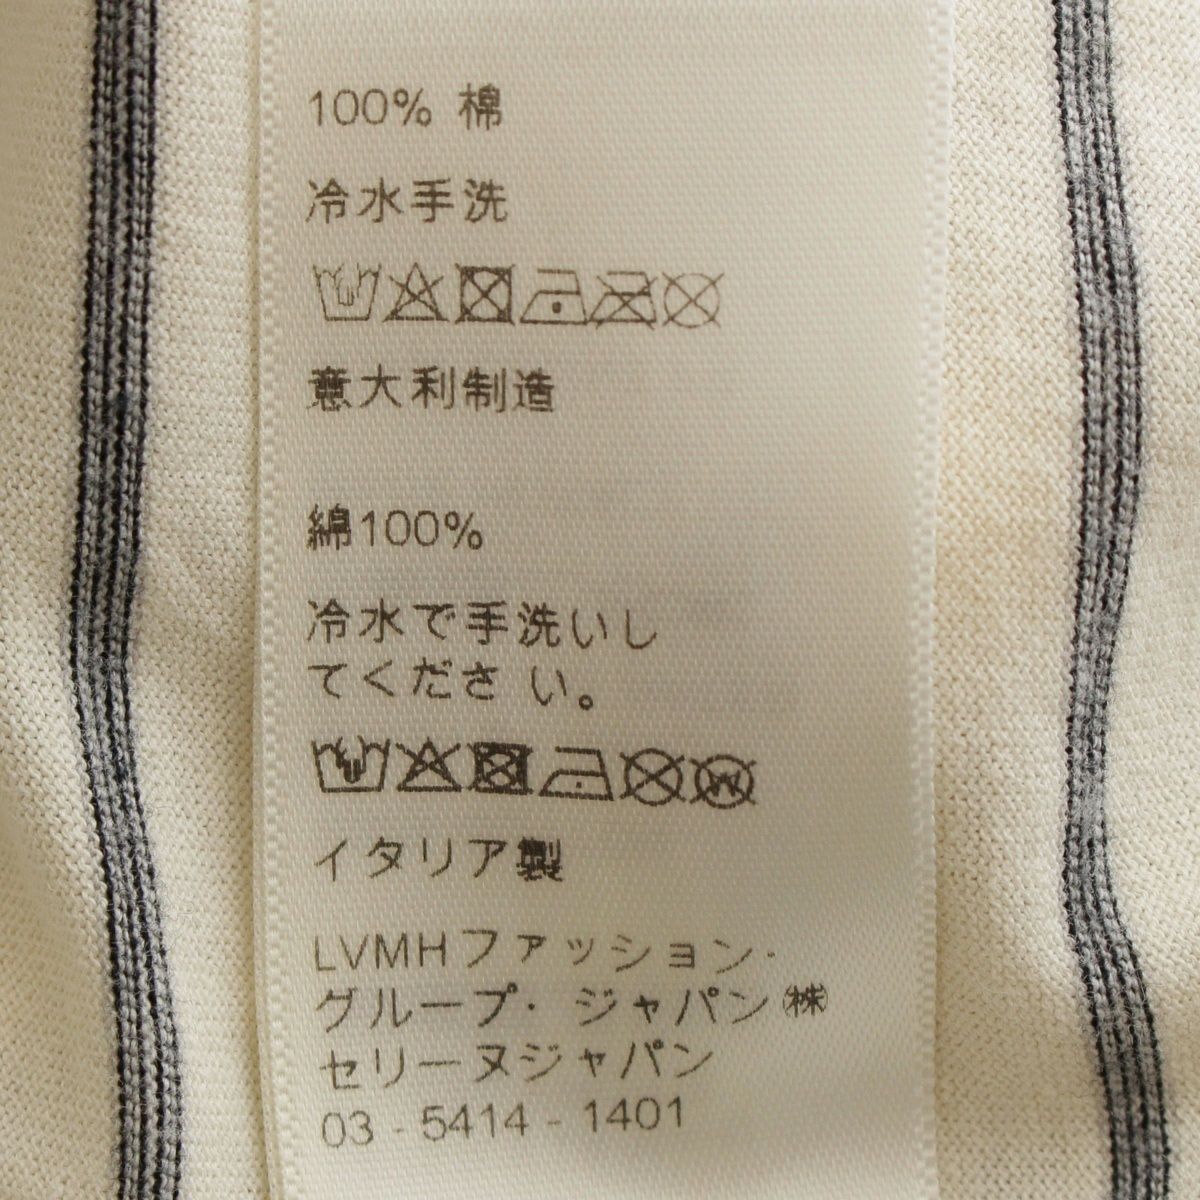 100% 棉
冷水手洗
意大利制造
綿100%
冷水で手洗いし
てくださ い。
W
イタリア製
LVMHファッション・
グループ・ ジャパン㈱
セリーヌジャパン
03 - 5414 - 1401